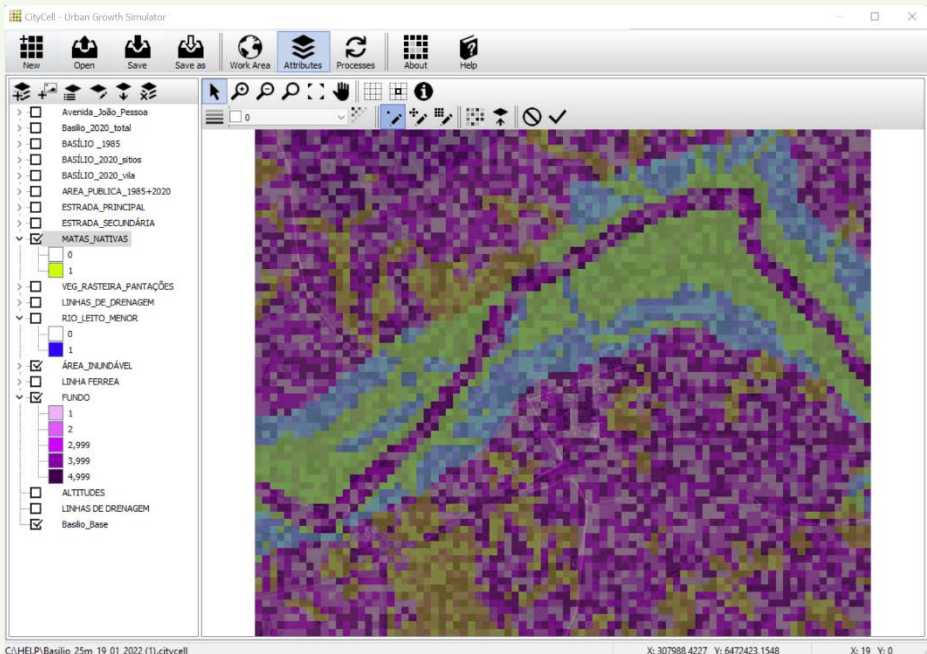 CityCell - Urban Growth Simulator
New Open Save Save as Work Area Attributes Processes About Help
0
Avenida_João_Pessoa
Basilio_2020_total
BASÍLIO _1985
BASÍLIO_2020_sitios
BASÍLIO_2020_vila
AREA_PUBLICA_1985+2020
ESTRADA_PRINCIPAL
ESTRADA_SECUNDÁRIA
MATAS_NATIVAS
0
1
VEG_RASTEIRA_PANTAÇÕES
LINHAS_DE_DRENAGEM
RIO_LEITO_MENOR
0
1
ÁREA_INUNDÁVEL
LINHA FERREA
FUNDO
1
2
2,999
3,999
4,999
ALTITUDES
LINHAS DE DRENAGEM
Basilio_Base
C:\HELP\Basilio_25m_19_01_2022 (1).citycell X: 307988.4227 Y: 6472423.1548 X: 19 Y: 0